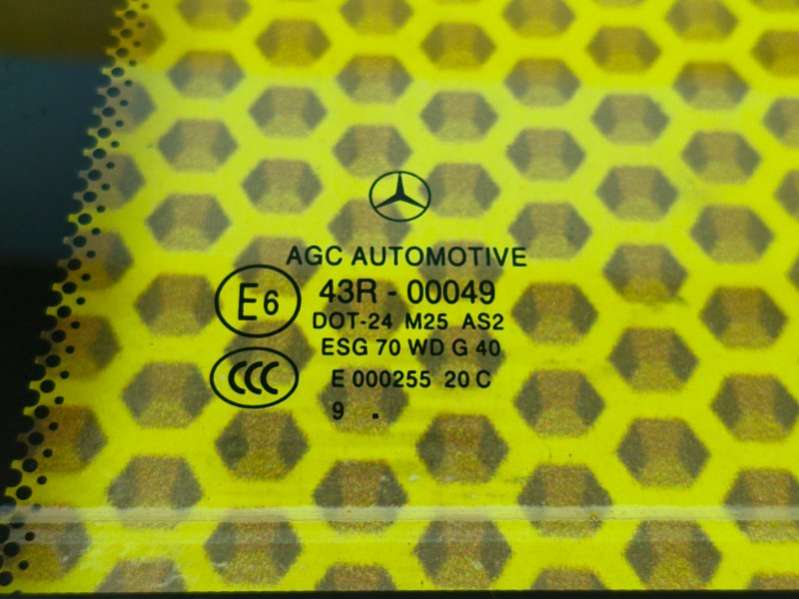 AGC AUTOMOTIVE
E6 43R - 00049
DOT-24 M25 AS2
ESG 70 WD G 40
CCC E 000255 20 C
9 .